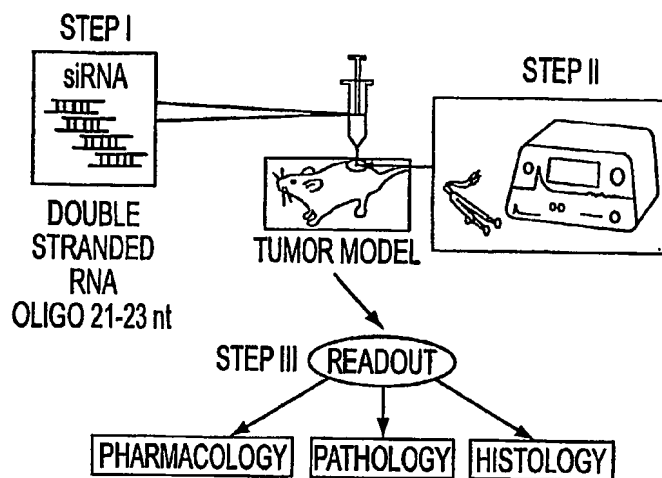 STEP I
siRNA
DOUBLE
STRANDED
RNA
OLIGO 21-23 nt
STEP II
TUMOR MODEL
STEP III
READOUT
PHARMACOLOGY
PATHOLOGY
HISTOLOGY